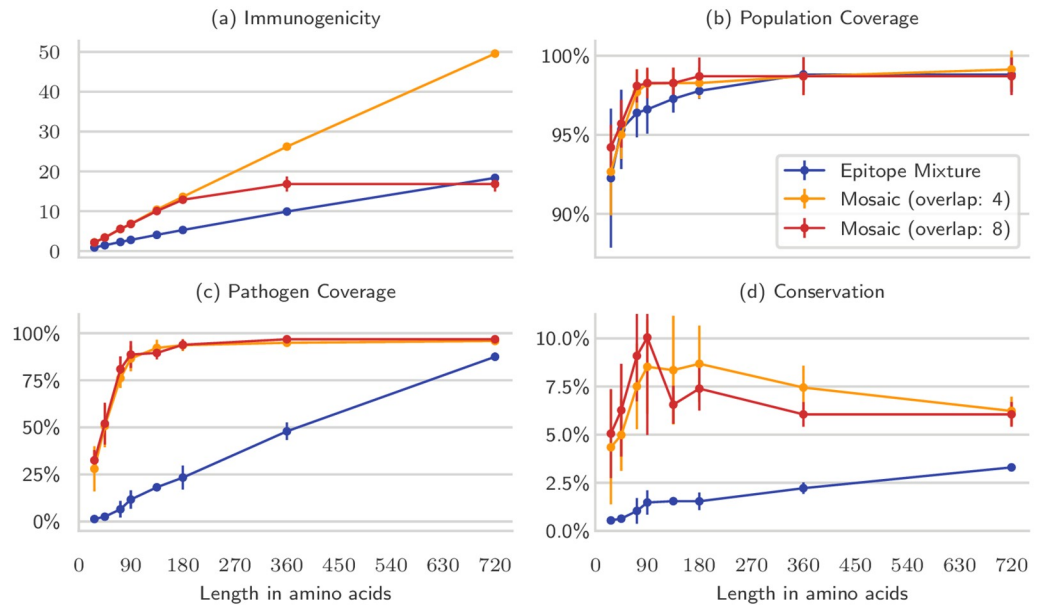 (a) Immunogenicity
50
40
30
20
10
0
(b) Population Coverage
100%
95%
90%
Epitope Mixture
Mosaic (overlap: 4)
Mosaic (overlap: 8)
(c) Pathogen Coverage
100%
75%
50%
25%
0%
0 90 180 270 360 450 540 630 720
Length in amino acids
(d) Conservation
10.0%
7.5%
5.0%
2.5%
0.0%
0 90 180 270 360 450 540 630 720
Length in amino acids